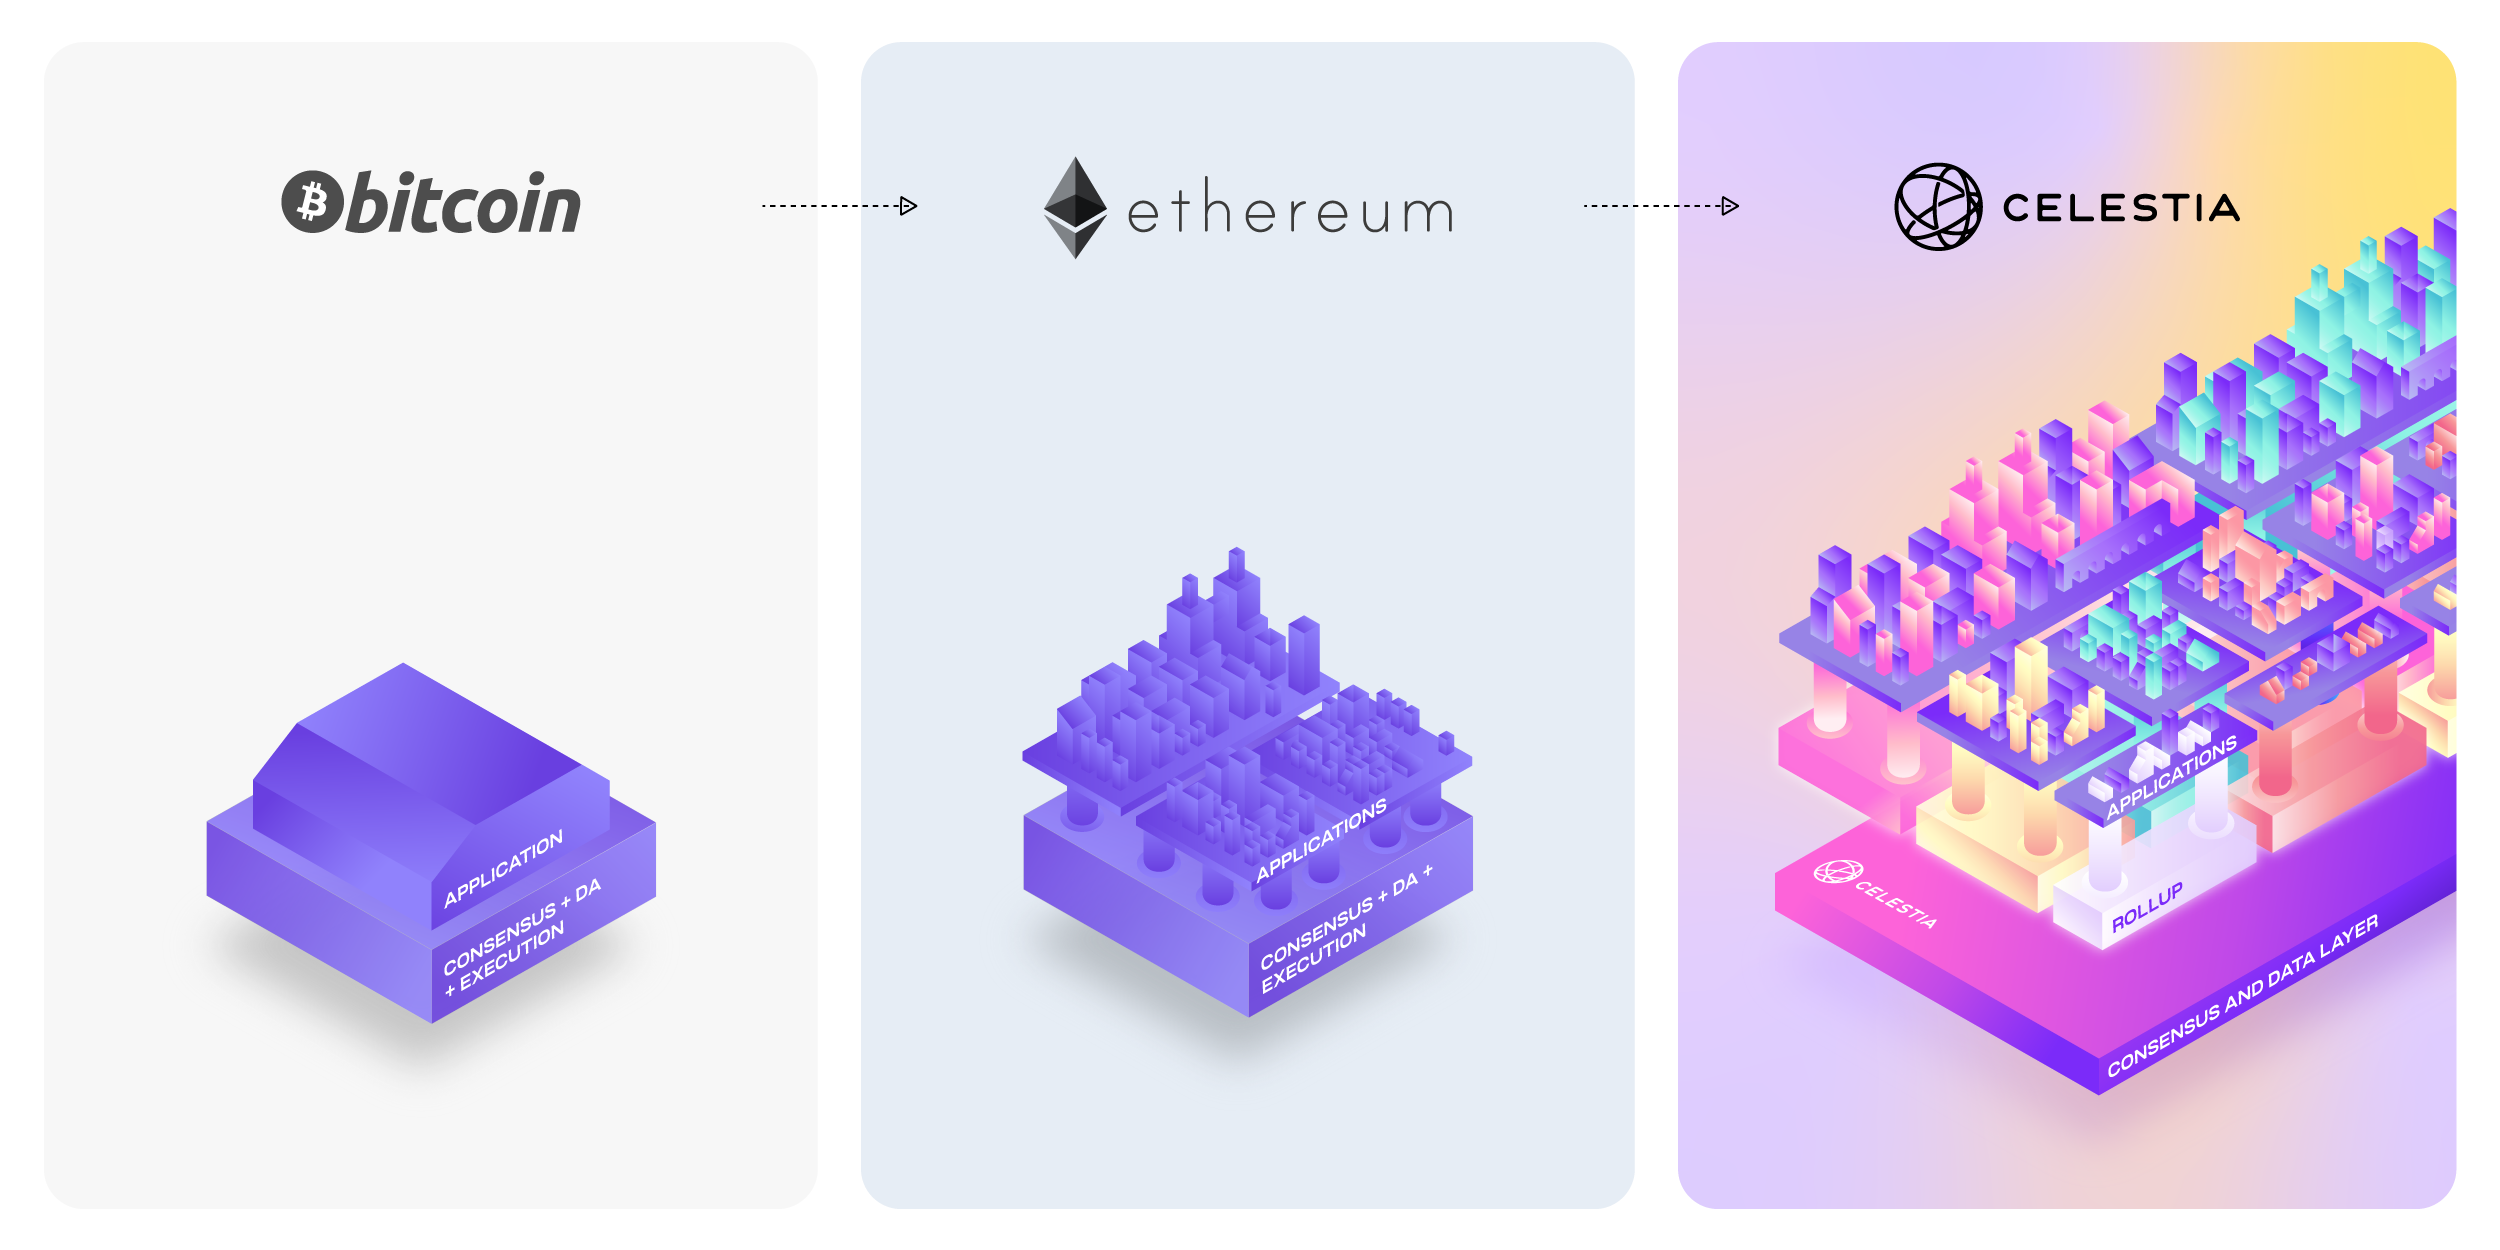 bitcoin
APPLICATION
CONSENSUS + DA
+ EXECUTION
ethereum
APPLICATIONS
CONSENSUS + DA +
EXECUTION
CELESTIA
APPLICATIONS
ROLLUP
CELESTIA
CONSENSUS AND DATA LAYER